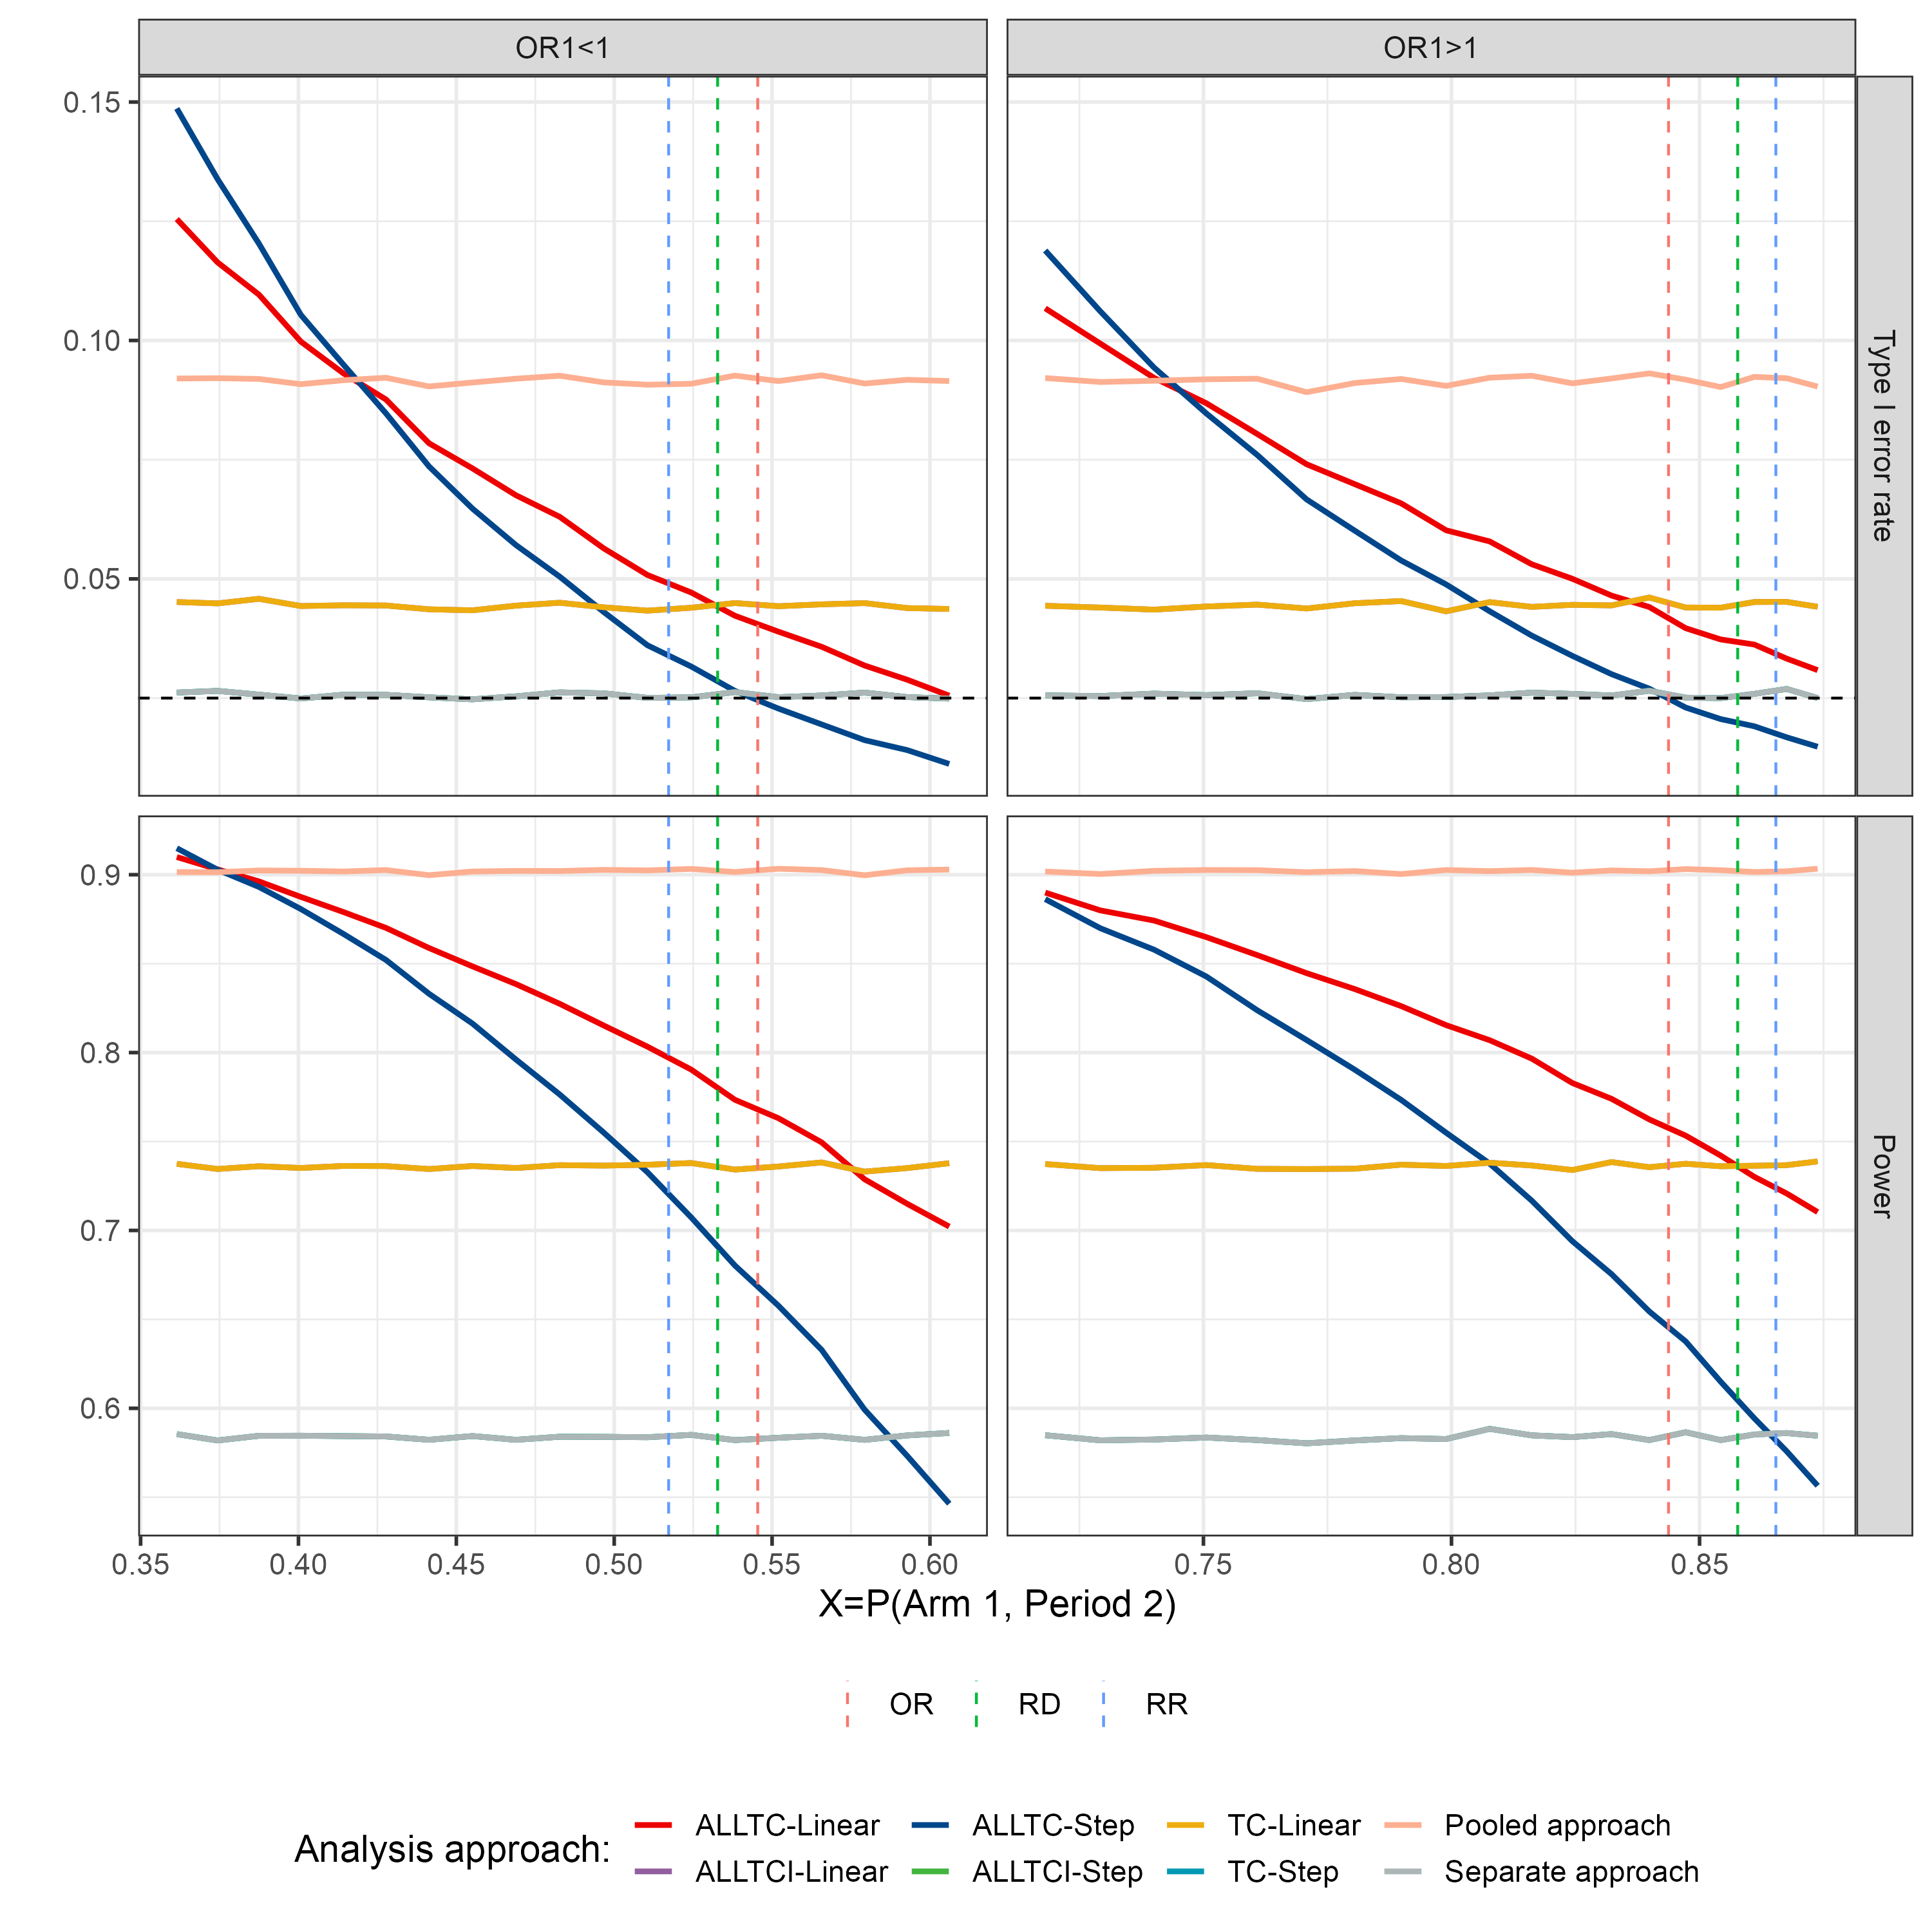 OR1<1
OR1>1
0.15
0.10
0.05
Type I error rate
0.9
0.8
0.7
0.6
Power
0.35 0.40 0.45 0.50 0.55 0.60 0.75 0.80 0.85
X=P(Arm 1, Period 2)
OR RD RR
Analysis approach:
ALLTC-Linear ALLTC-Step TC-Linear Pooled approach
ALLTCI-Linear ALLTCI-Step TC-Step Separate approach